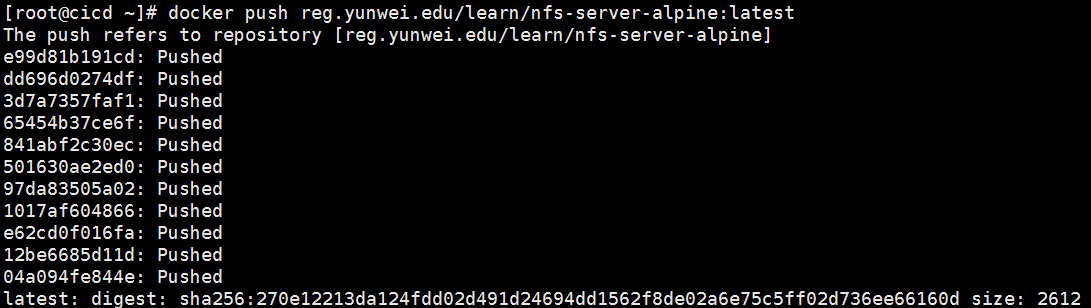 [root@cicd ~]# docker push reg.yunwei.edu/learn/nfs-server-alpine:latest
The push refers to repository [reg.yunwei.edu/learn/nfs-server-alpine]
e99d81b191cd: Pushed
dd696d0274df: Pushed
3d7a7357faf1: Pushed
65454b37ce6f: Pushed
841abf2c30ec: Pushed
501630ae2ed0: Pushed
97da83505a02: Pushed
1017af604866: Pushed
e62cd0f016fa: Pushed
12be6685d11d: Pushed
04a094fe844e: Pushed
latest: digest: sha256:270e12213da124fdd02d491d24694dd1562f8de02a6e75c5ff02d736ee66160d size: 2612